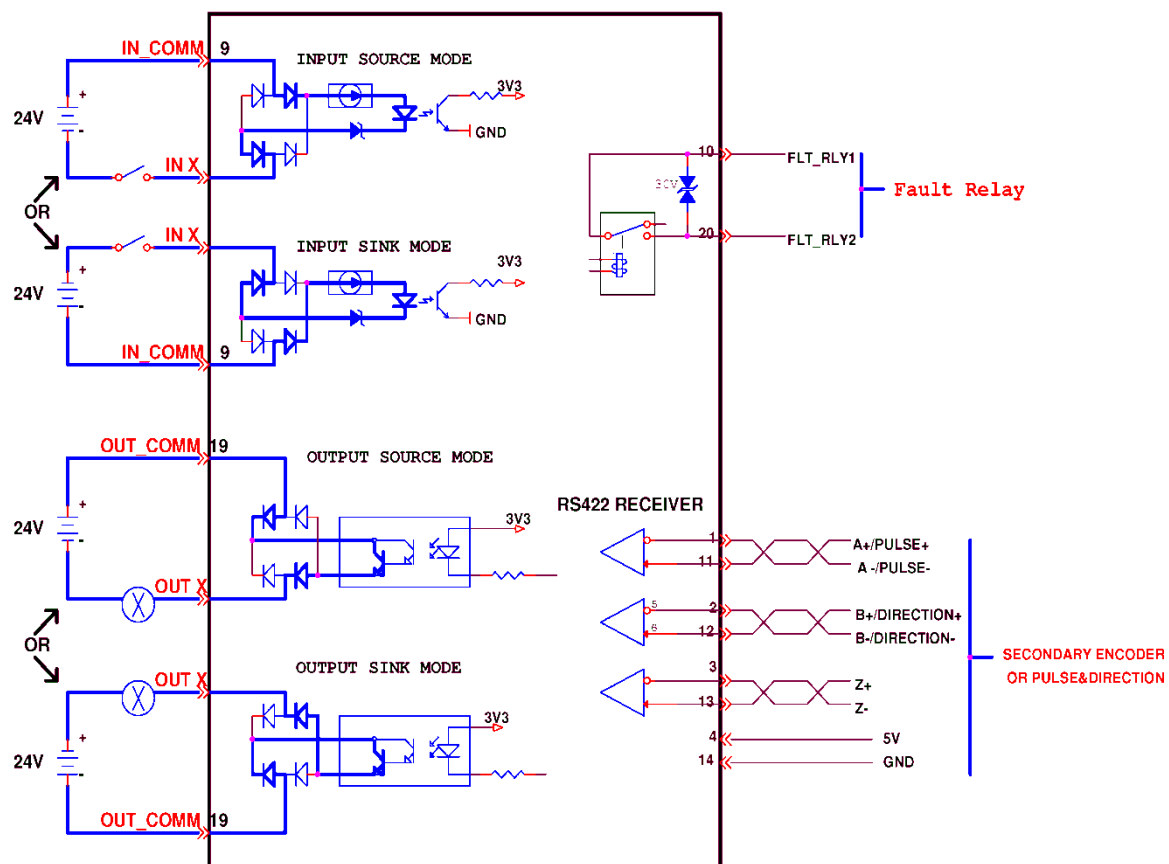 IN_COMM 9
INPUT SOURCE MODE
+
24V
-
3V3
GND
IN X
OR
10 FLT_RLY1
Fault Relay
20 FLT_RLY2
IN X
INPUT SINK MODE
+
24V
-
3V3
GND
IN_COMM 9
OUT_COMM 19
OUTPUT SOURCE MODE
+
24V
-
3V3
OUT X
OR
RS422 RECEIVER
1 A+/PULSE+
11 A-/PULSE-
5 2 B+/DIRECTION+
6 12 B-/DIRECTION-
3 Z+
13 Z-
4 5V
14 GND
SECONDARY ENCODER
OR PULSE&DIRECTION
OUT X
OUTPUT SINK MODE
+
24V
-
3V3
OUT_COMM 19